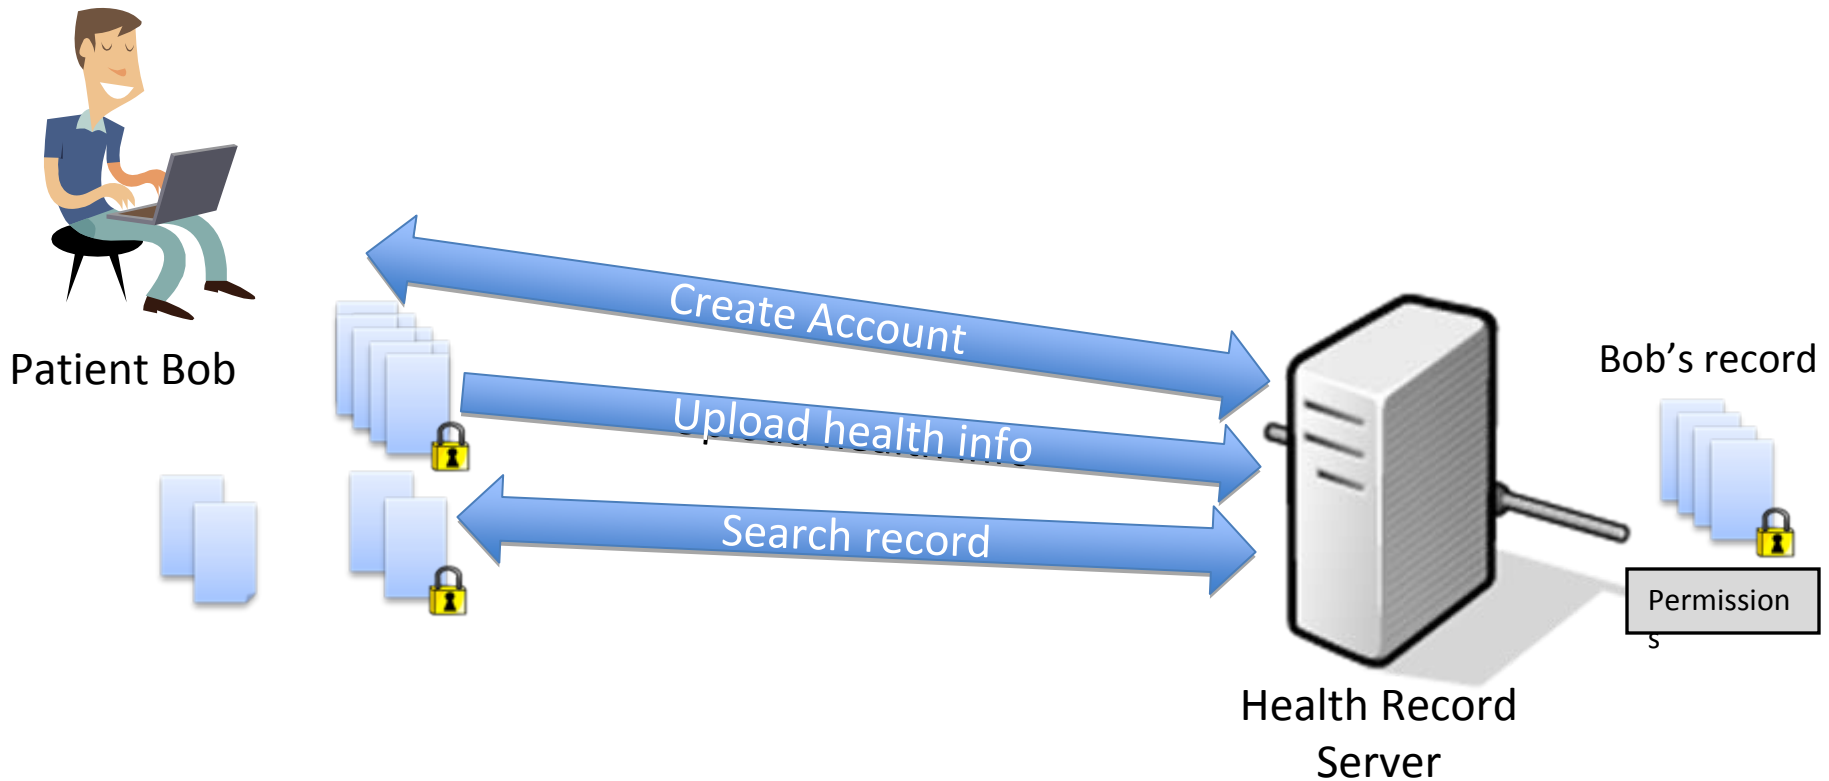 Patient Bob
Create Account
Upload health info
Search record
Bob’s record
Permission
s
Health Record
Server